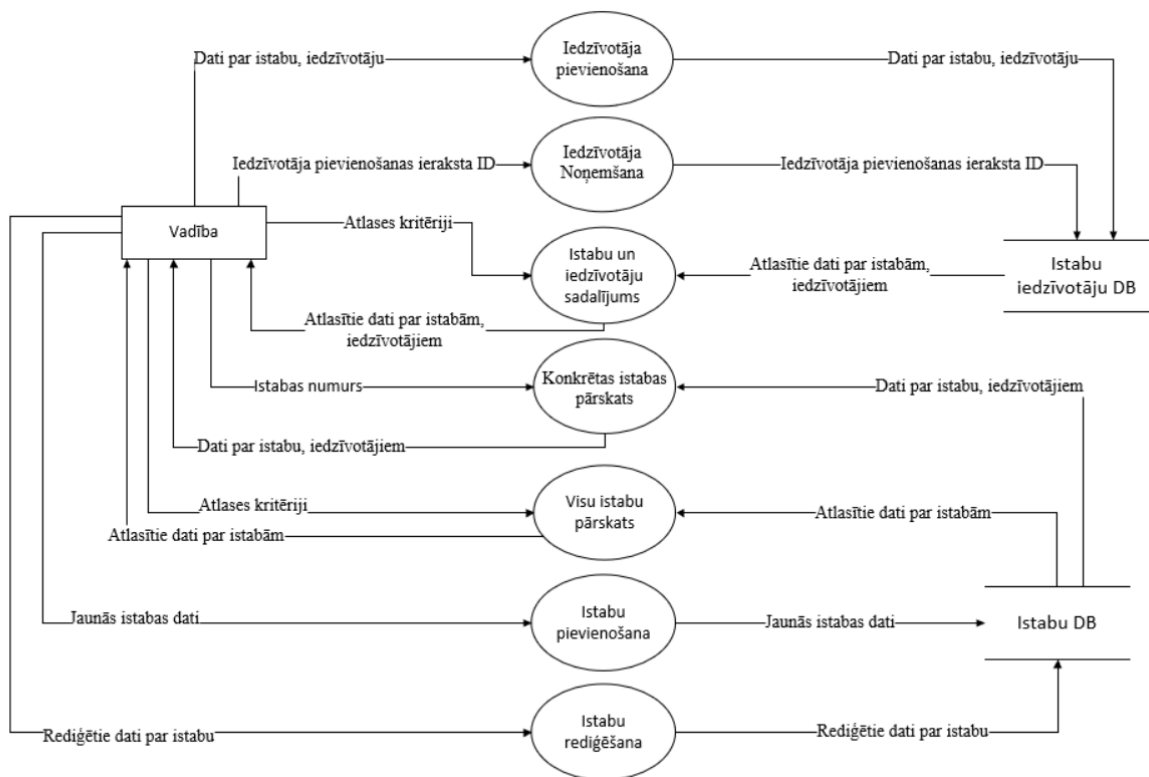 Dati par istabu, iedzīvotāju
Iedzīvotāja
pievienošana
Dati par istabu, iedzīvotāju
Iedzīvotāja pievienošanas ieraksta ID
Iedzīvotāja
Noņemšana
Iedzīvotāja pievienošanas ieraksta ID
Vadība
Atlases kritēriji
Istabu un
iedzīvotāju
sadalījums
Atlasītie dati par istabām,
iedzīvotājiem
Istabu
iedzīvotāju DB
Atlasītie dati par istabām,
iedzīvotājiem
Istabas numurs
Konkrētas istabas
pārskats
Dati par istabu, iedzīvotājiem
Dati par istabu, iedzīvotājiem
Atlases kritēriji
Visu istabu
pārskats
Atlasītie dati par istabām
Atlasītie dati par istabām
Jaunās istabas dati
Istabu
pievienošana
Jaunās istabas dati
Istabu DB
Rediģētie dati par istabu
Istabu
rediģēšana
Rediģētie dati par istabu